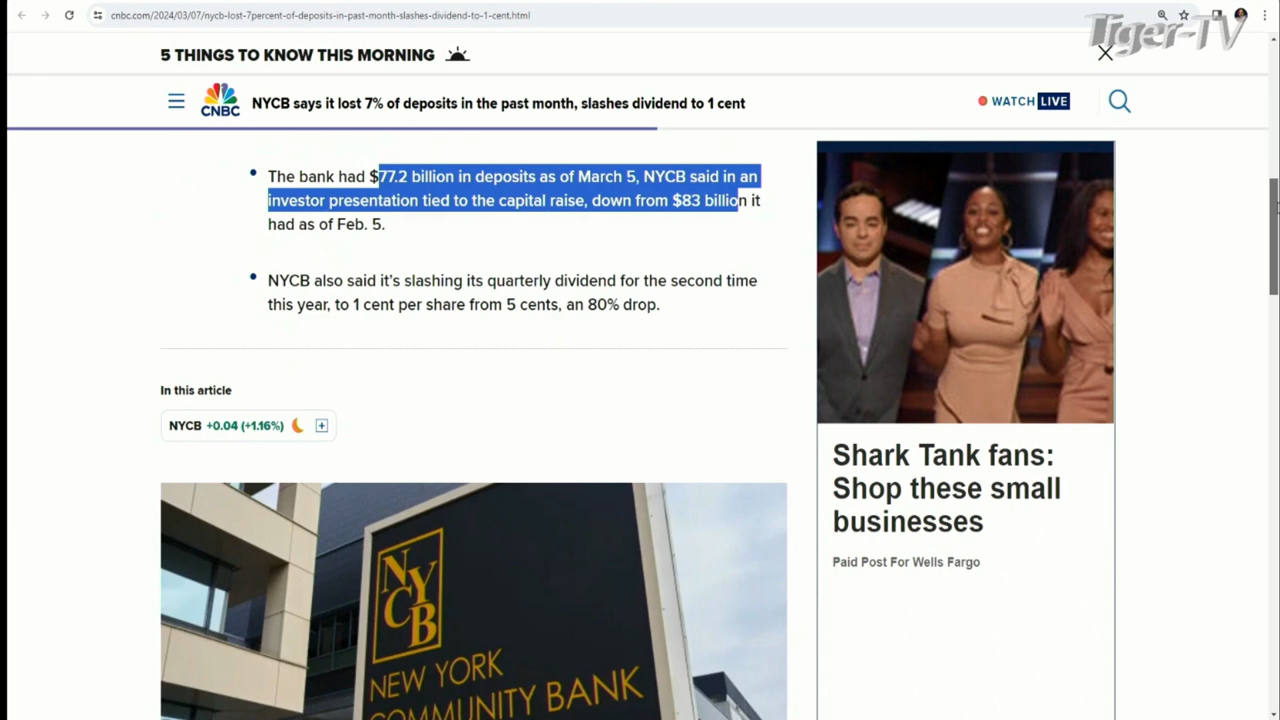 cnbc.com/2024/03/07/nycb-lost-7percent-of-deposits-in-past-month-slashes-dividend-to-1-cent.html
Tiger-TV
5 THINGS TO KNOW THIS MORNING
CNBC
NYCB says it lost 7% of deposits in the past month, slashes dividend to 1 cent
WATCH LIVE
The bank had $77.2 billion in deposits as of March 5, NYCB said in an
investor presentation tied to the capital raise, down from $83 billion it
had as of Feb. 5.
NYCB also said it's slashing its quarterly dividend for the second time
this year, to 1 cent per share from 5 cents, an 80% drop.
In this article
NYCB +0.04 (+1.16%)
NY
CB
NEW YORK
COMMUNITY BANK
Shark Tank fans:
Shop these small
businesses
Paid Post For Wells Fargo